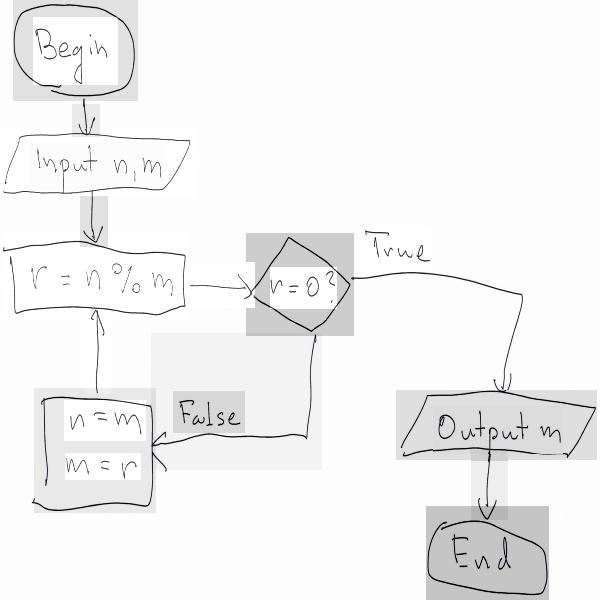 Begin
Input n, m
r = n % m
r = 0?
True
False
n = m
m = r
Output m
End